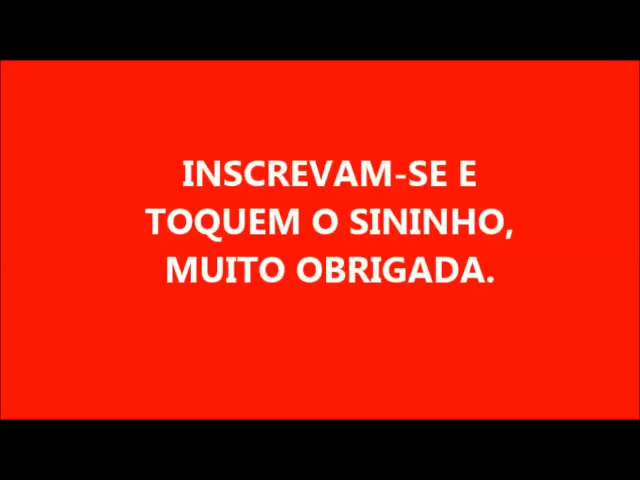 INSCREVAM-SE E
TOQUEM O SININHO,
MUITO OBRIGADA.